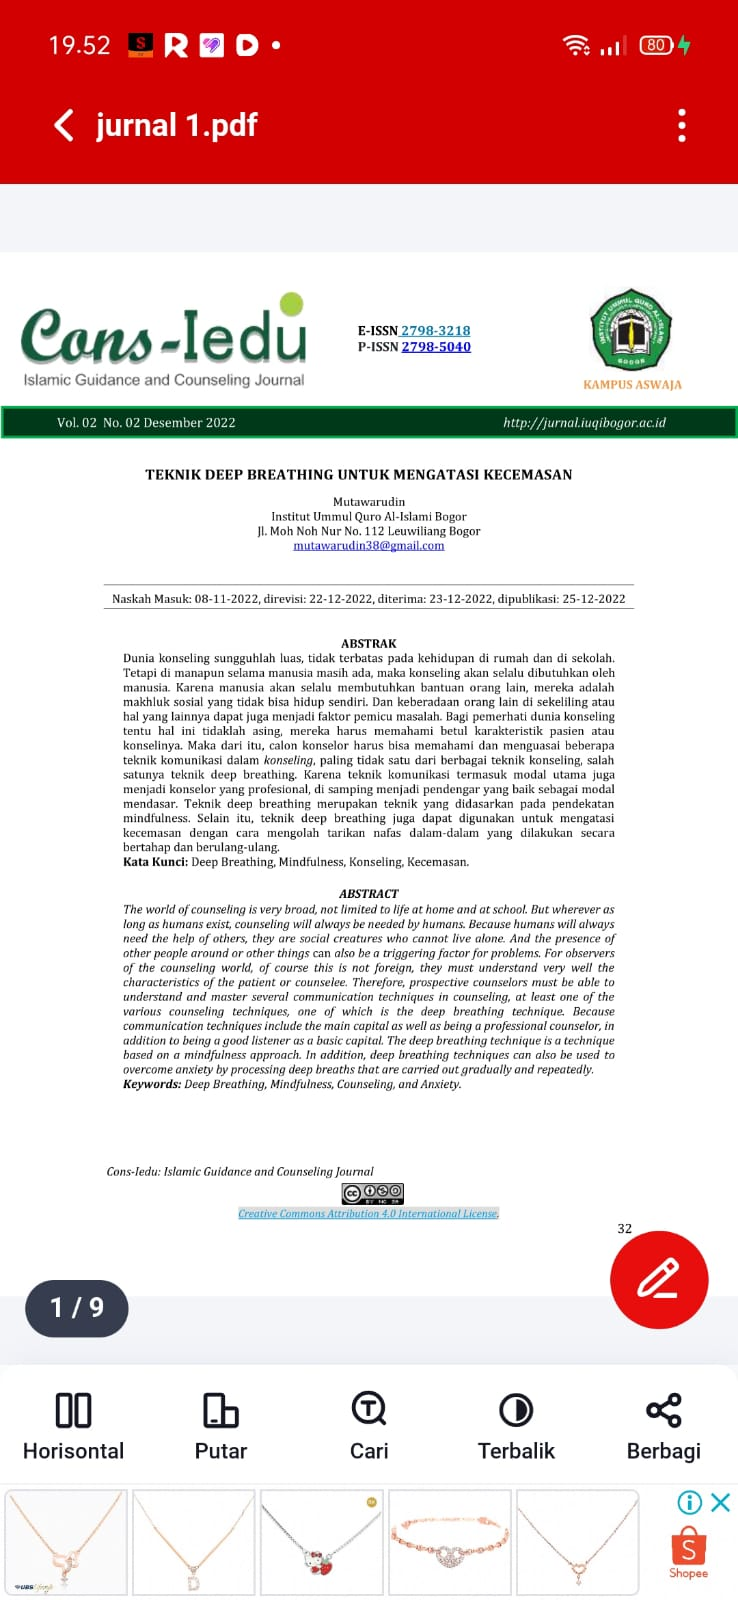 19.52
jurnal 1.pdf
80
Cons-Iedu
Islamic Guidance and Counseling Journal
E-ISSN 2798-3218
P-ISSN 2798-5040
INSTITUT UMMUL QURO AL-ISLAMI
BOGOR
KAMPUS ASWAJA
Vol. 02 No. 02 Desember 2022
http://jurnal.iuqibogor.ac.id
TEKNIK DEEP BREATHING UNTUK MENGATASI KECEMASAN
Mutawarudin
Institut Ummul Quro Al-Islami Bogor
Jl. Moh Noh Nur No. 112 Leuwiliang Bogor
mutawarudin38@gmail.com
Naskah Masuk: 08-11-2022, direvisi: 22-12-2022, diterima: 23-12-2022, dipublikasi: 25-12-2022
ABSTRAK
Dunia konseling sungguhlah luas, tidak terbatas pada kehidupan di rumah dan di sekolah.
Tetapi di manapun selama manusia masih ada, maka konseling akan selalu dibutuhkan oleh
manusia. Karena manusia akan selalu membutuhkan bantuan orang lain, mereka adalah
makhluk sosial yang tidak bisa hidup sendiri. Dan keberadaan orang lain di sekeliling atau
hal yang lainnya dapat juga menjadi faktor pemicu masalah. Bagi pemerhati dunia konseling
tentu hal ini tidaklah asing, mereka harus memahami betul karakteristik pasien atau
konselinya. Maka dari itu, calon konselor harus bisa memahami dan menguasai beberapa
teknik komunikasi dalam konseling, paling tidak satu dari berbagai teknik konseling, salah
satunya teknik deep breathing. Karena teknik komunikasi termasuk modal utama juga
menjadi konselor yang profesional, di samping menjadi pendengar yang baik sebagai modal
mendasar. Teknik deep breathing merupakan teknik yang didasarkan pada pendekatan
mindfulness. Selain itu, teknik deep breathing juga dapat digunakan untuk mengatasi
kecemasan dengan cara mengolah tarikan nafas dalam-dalam yang dilakukan secara
bertahap dan berulang-ulang.
Kata Kunci: Deep Breathing, Mindfulness, Konseling, Kecemasan.
ABSTRACT
The world of counseling is very broad, not limited to life at home and at school. But wherever as
long as humans exist, counseling will always be needed by humans. Because humans will always
need the help of others, they are social creatures who cannot live alone. And the presence of
other people around or other things can also be a triggering factor for problems. For observers
of the counseling world, of course this is not foreign, they must understand very well the
characteristics of the patient or counselee. Therefore, prospective counselors must be able to
understand and master several communication techniques in counseling, at least one of the
various counseling techniques, one of which is the deep breathing technique. Because
communication techniques include the main capital as well as being a professional counselor, in
addition to being a good listener as a basic capital. The deep breathing technique is a technique
based on a mindfulness approach. In addition, deep breathing techniques can also be used to
overcome anxiety by processing deep breaths that are carried out gradually and repeatedly.
Keywords: Deep Breathing, Mindfulness, Counseling, and Anxiety.
Cons-Iedu: Islamic Guidance and Counseling Journal
cc
BY NC SA
Creative Commons Attribution 4.0 International License.
32
1 / 9
Horisontal
Putar
Cari
Terbalik
Berbagi
UBS
Shopee